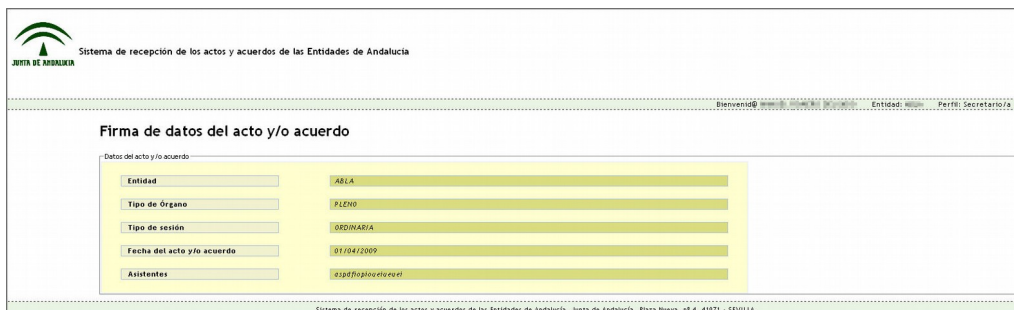 Sistema de recepción de los actos y acuerdos de las Entidades de Andalucía
JUNTA DE ANDALUCIA
Bienvenid@ Entidad: Perfil: Secretario/a
Firma de datos del acto y/o acuerdo
Datos del acto y/o acuerdo
Entidad ABLA
Tipo de Órgano PLENO
Tipo de sesión ORDINARIA
Fecha del acto y/o acuerdo 01/04/2009
Asistentes
Sistema de recepción de los actos y acuerdos de las Entidades de Andalucía. Junta de Andalucía. Plaza Nueva, nº 4. 41071 - SEVILLA